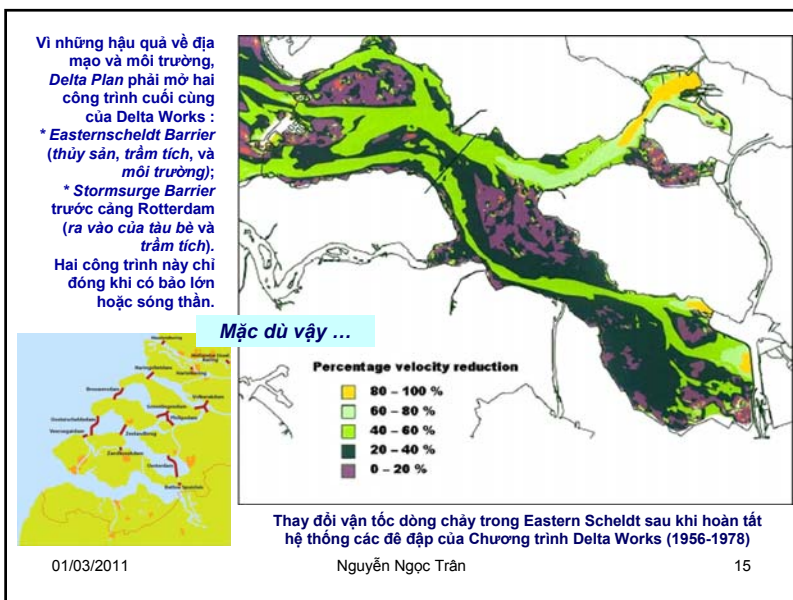 Vì những hậu quả về địa
mạo và môi trường,
Delta Plan phải mở hai
công trình cuối cùng
của Delta Works :
* Easternscheldt Barrier
(thủy sản, trầm tích, và
môi trường);
* Stormsurge Barrier
trước cảng Rotterdam
(ra vào của tàu bè và
trầm tích).
Hai công trình này chỉ
đóng khi có bảo lớn
hoặc sóng thần.
Mặc dù vậy …
Percentage velocity reduction
80 – 100 %
60 – 80 %
40 – 60 %
20 – 40 %
0 – 20 %
Thay đổi vận tốc dòng chảy trong Eastern Scheldt sau khi hoàn tất
hệ thống các đê đập của Chương trình Delta Works (1956-1978)
01/03/2011
Nguyễn Ngọc Trân
15